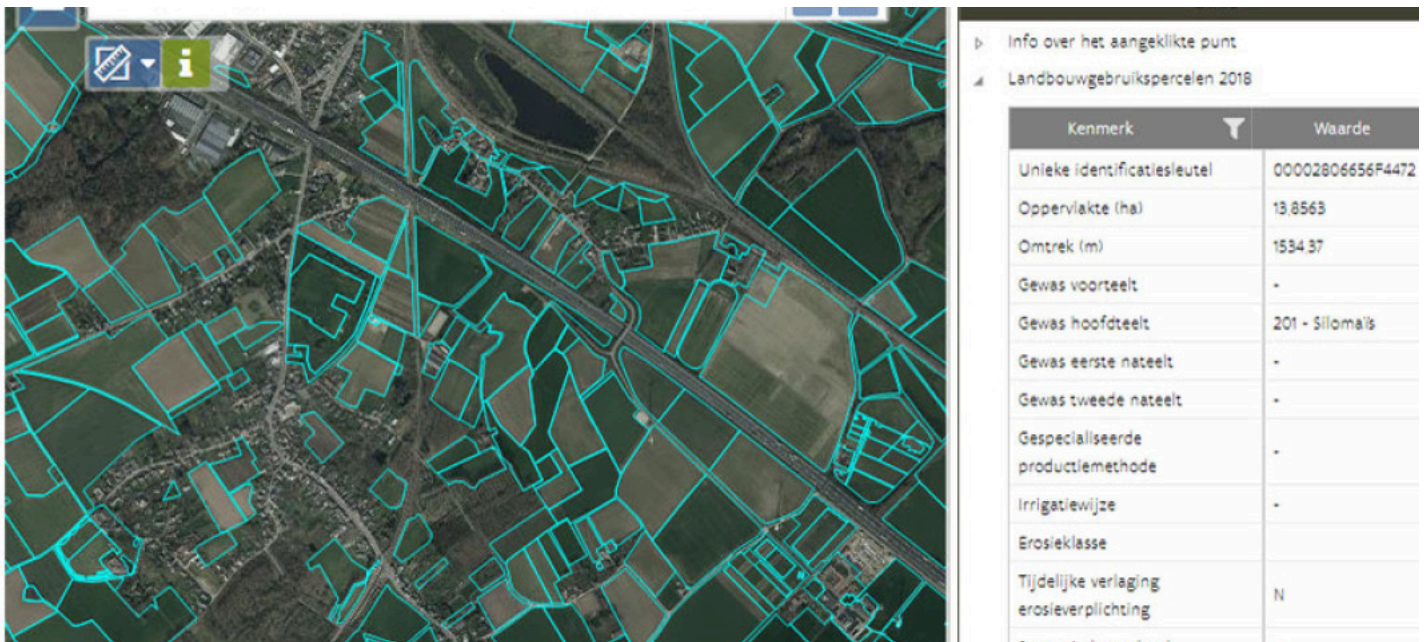 i
Info over het aangeklikte punt
Landbouwgebruikspercelen 2018
Kenmerk Waarde
Unieke identificatiesleutel 00002806656F4472
Oppervlakte (ha) 13,8563
Omtrek (m) 1534,37
Gewas voorteelt -
Gewas hoofdteelt 201 - Silomaïs
Gewas eerste nateelt -
Gewas tweede nateelt -
Gespecialiseerde
productiemethode -
Irrigatiewijze -
Erosieklasse
Tijdelijke verlaging
erosieverplichting N